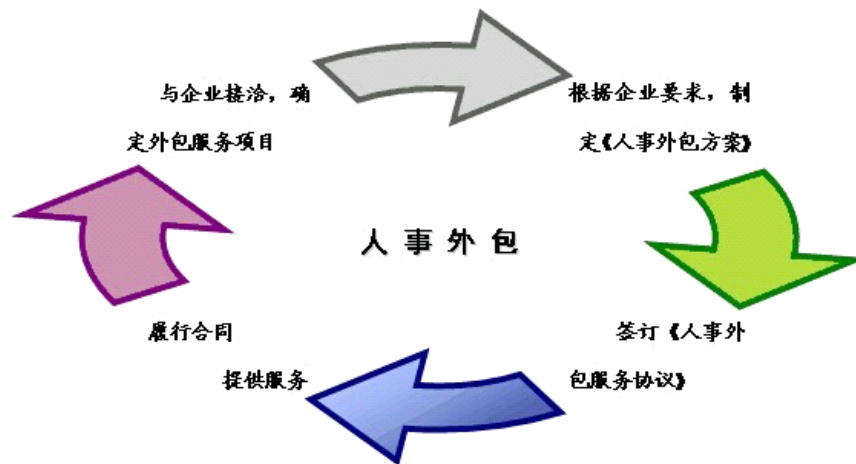 与企业接洽，确
定外包服务项目
根据企业要求，制
定《人事外包方案》
人事外包
签订《人事外
包服务协议》
履行合同
提供服务